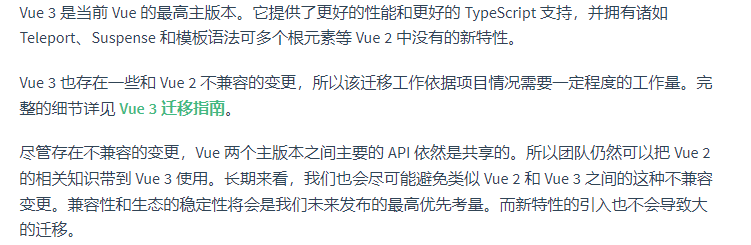 Vue 3 是当前 Vue 的最高主版本。它提供了更好的性能和更好的 TypeScript 支持，并拥有诸如
Teleport、Suspense 和模板语法可多个根元素等 Vue 2 中没有的新特性。
Vue 3 也存在一些和 Vue 2 不兼容的变更，所以该迁移工作依据项目情况需要一定程度的工作量。完
整的细节详见 Vue 3 迁移指南。
尽管存在不兼容的变更，Vue 两个主版本之间主要的 API 依然是共享的。所以团队仍然可以把 Vue 2
的相关知识带到 Vue 3 使用。长期来看，我们也会尽可能避免类似 Vue 2 和 Vue 3 之间的这种不兼容
变更。兼容性和生态的稳定性将会是我们未来发布的最高优先考量。而新特性的引入也不会导致大
的迁移。